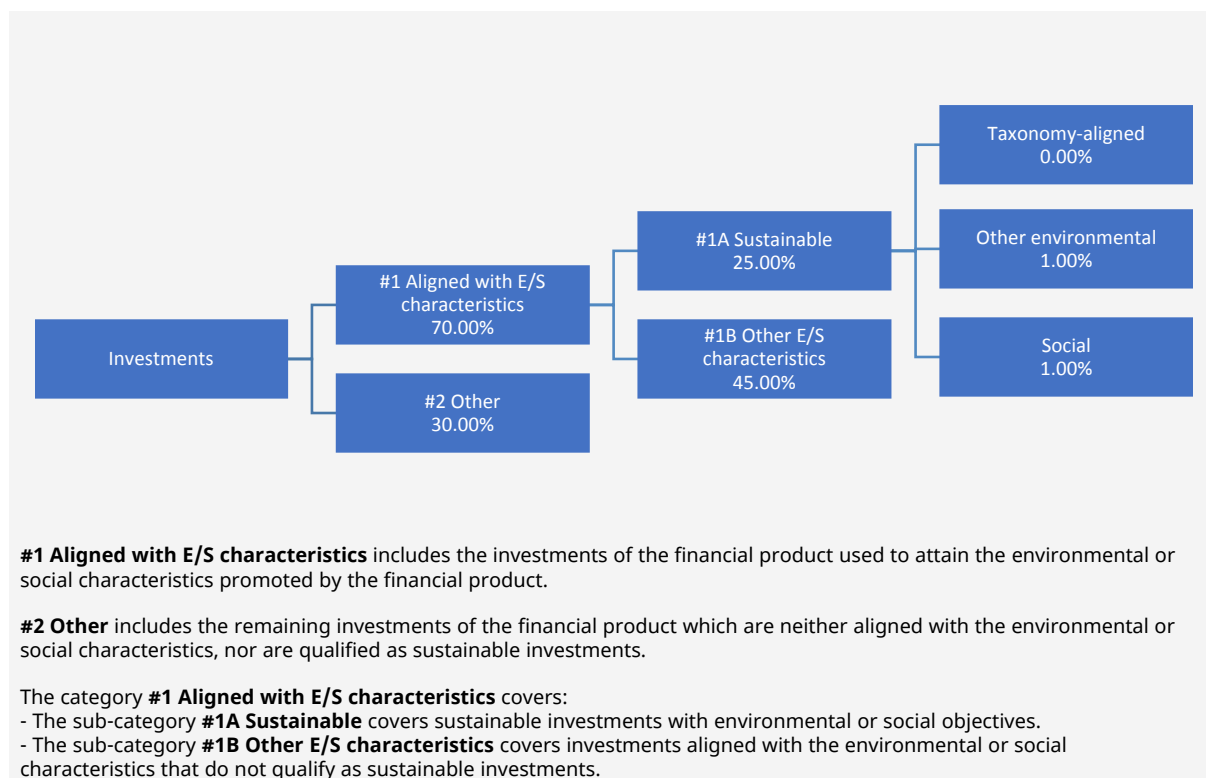 Investments
#1 Aligned with E/S
characteristics
70.00%
#2 Other
30.00%
#1A Sustainable
25.00%
#1B Other E/S
characteristics
45.00%
Taxonomy-aligned
0.00%
Other environmental
1.00%
Social
1.00%
#1 Aligned with E/S characteristics includes the investments of the financial product used to attain the environmental or
social characteristics promoted by the financial product.
#2 Other includes the remaining investments of the financial product which are neither aligned with the environmental or
social characteristics, nor are qualified as sustainable investments.
The category #1 Aligned with E/S characteristics covers:
- The sub-category #1A Sustainable covers sustainable investments with environmental or social objectives.
- The sub-category #1B Other E/S characteristics covers investments aligned with the environmental or social
characteristics that do not qualify as sustainable investments.